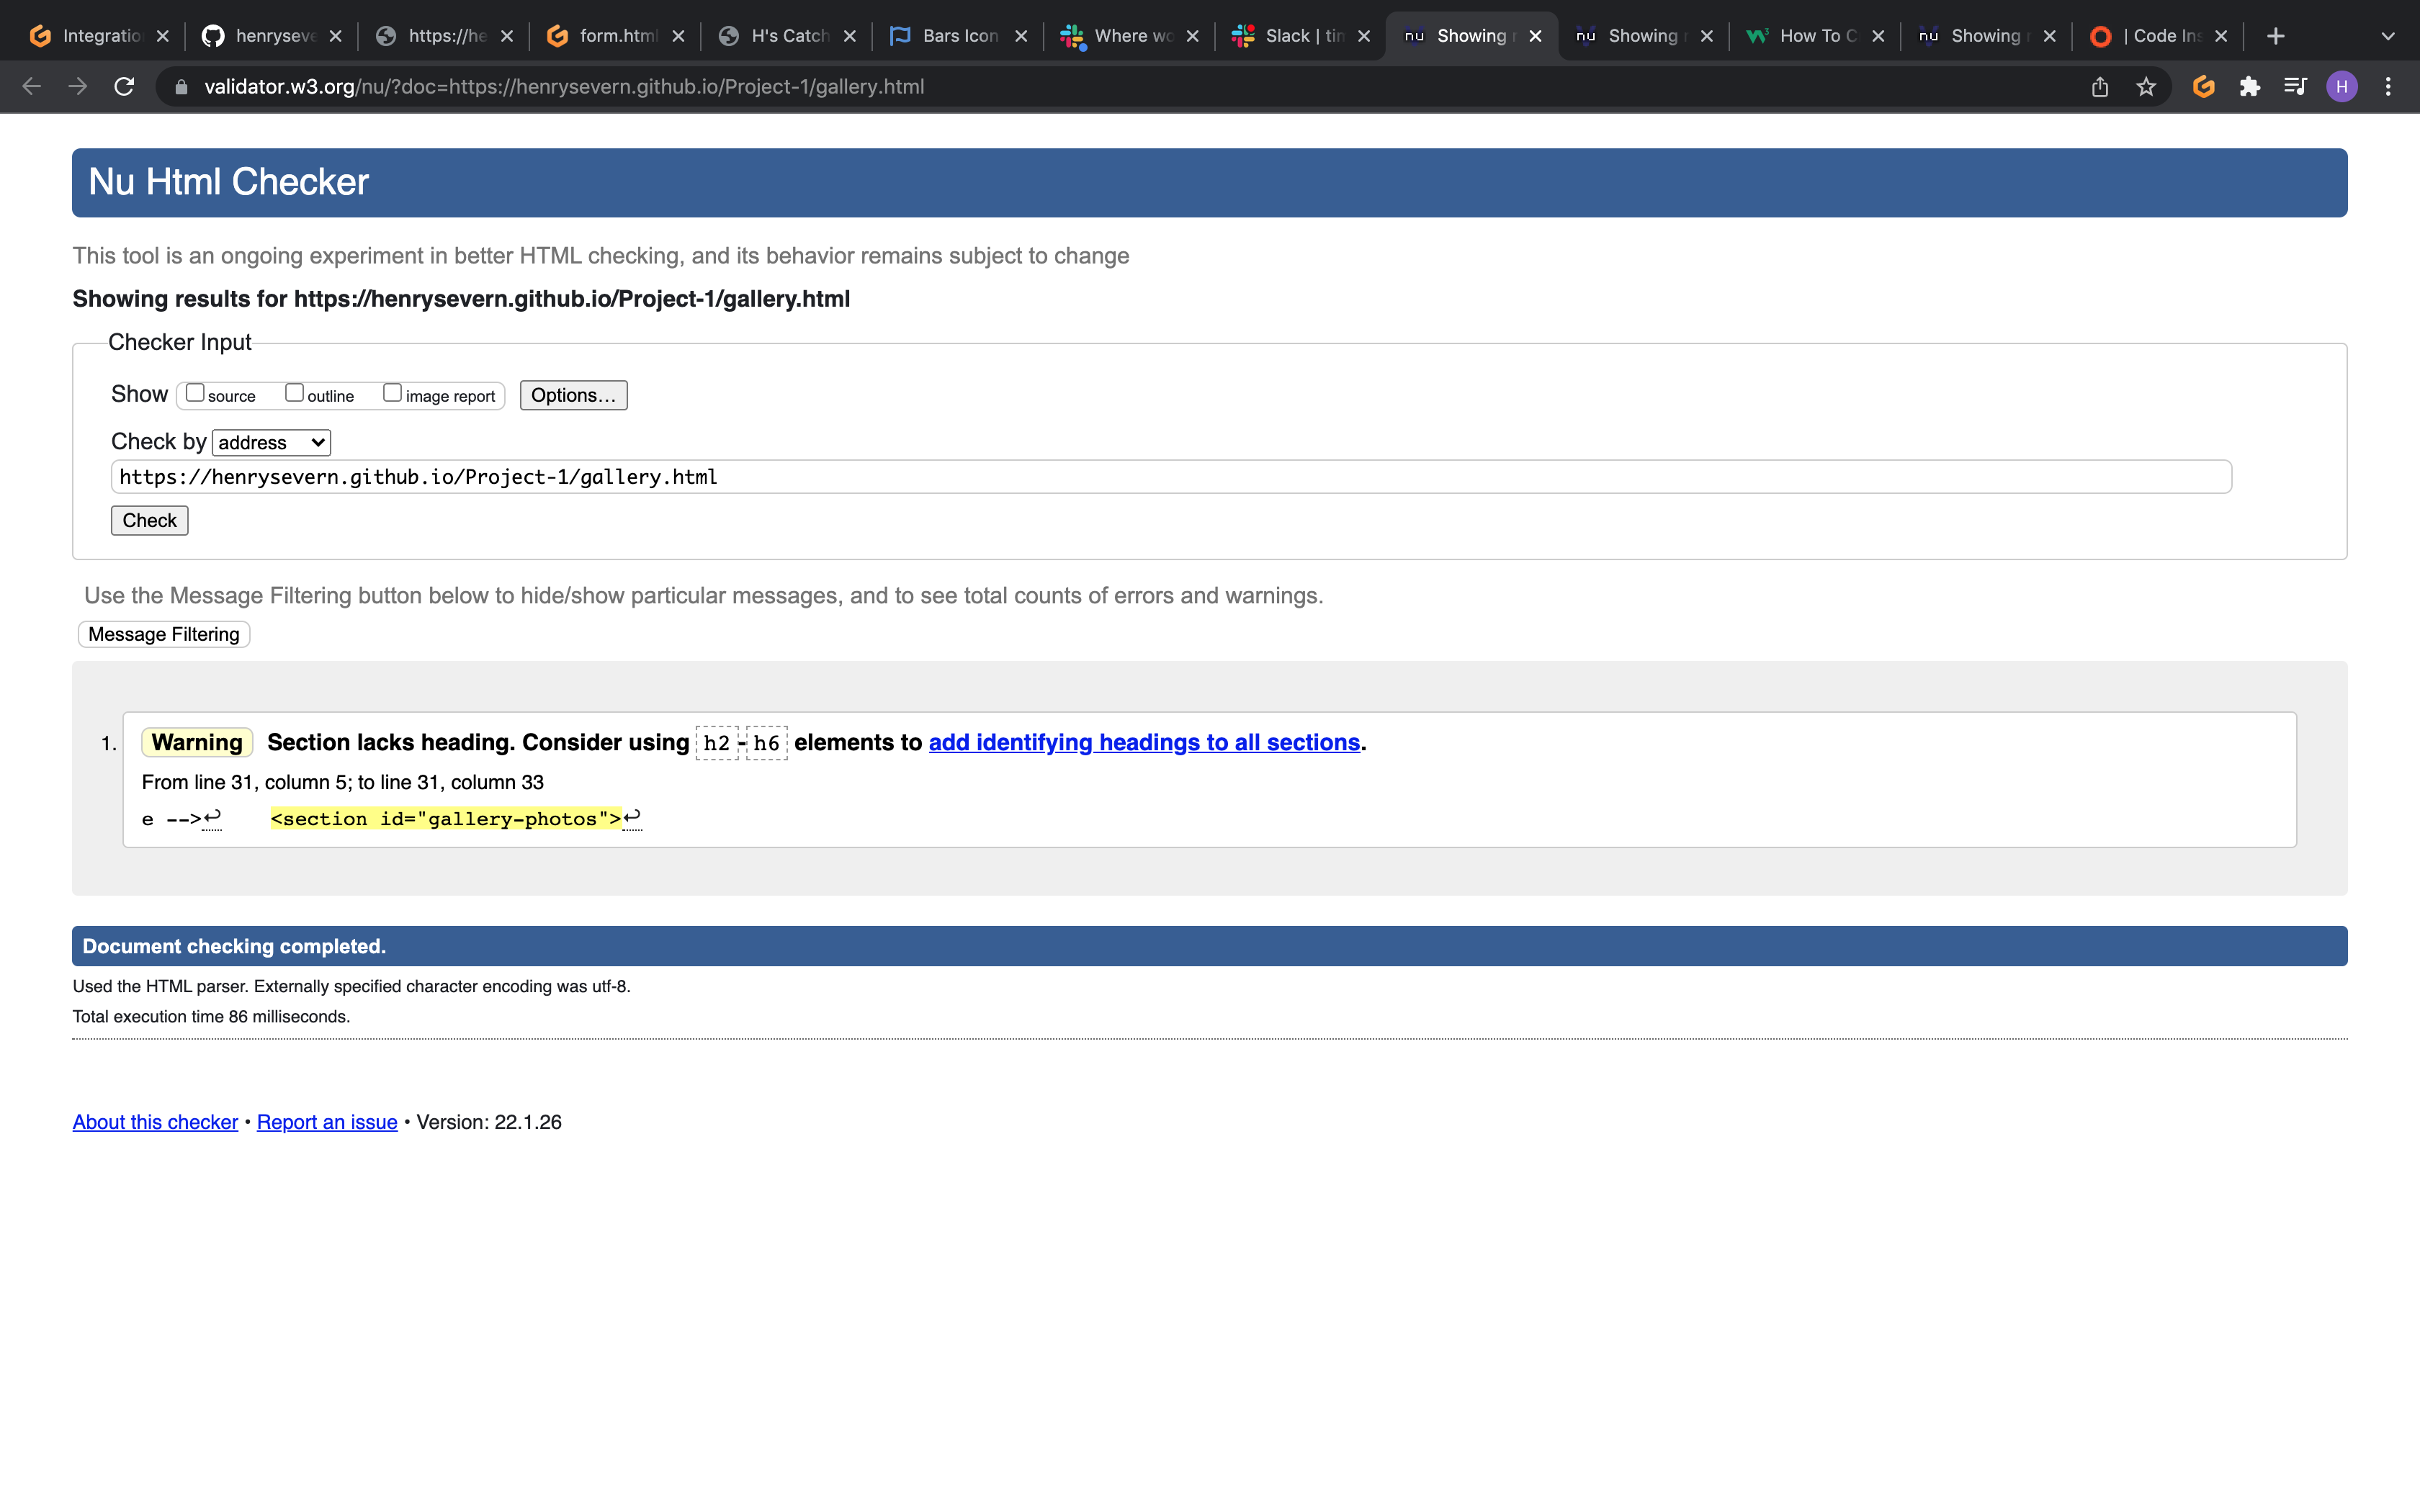 Integratio
henryseve
https://he
form.html
H's Catch
Bars Icon
Where wo
Slack | tim
nu Showing r
nu Showing r
How To C
nu Showing r
| Code Ins
validator.w3.org/nu/?doc=https://henrysevern.github.io/Project-1/gallery.html
H
Nu Html Checker
This tool is an ongoing experiment in better HTML checking, and its behavior remains subject to change
Showing results for https://henrysevern.github.io/Project-1/gallery.html
Checker Input
Show source outline image report Options...
Check by address
https://henrysevern.github.io/Project-1/gallery.html
Check
Use the Message Filtering button below to hide/show particular messages, and to see total counts of errors and warnings.
Message Filtering
1. Warning Section lacks heading. Consider using h2-h6 elements to add identifying headings to all sections.
From line 31, column 5; to line 31, column 33
e -->↩ <section id="gallery-photos">↩
Document checking completed.
Used the HTML parser. Externally specified character encoding was utf-8.
Total execution time 86 milliseconds.
About this checker • Report an issue • Version: 22.1.26